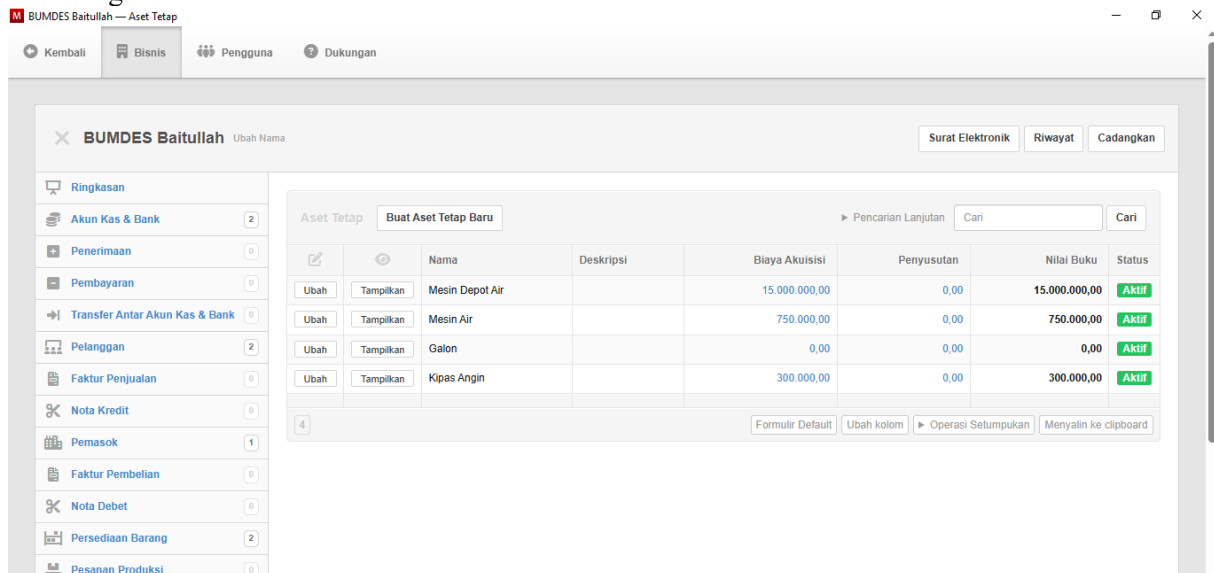 M BUMDES Baitullah — Aset Tetap
Kembali Bisnis Pengguna Dukungan
BUMDES Baitullah Ubah Nama Surat Elektronik Riwayat Cadangkan
Ringkasan
Akun Kas & Bank 2
Penerimaan 0
Pembayaran 0
Transfer Antar Akun Kas & Bank 0
Pelanggan 2
Faktur Penjualan 0
Nota Kredit 0
Pemasok 1
Faktur Pembelian 0
Nota Debet 0
Persediaan Barang 2
Pesanan Produksi 0
Aset Tetap Buat Aset Tetap Baru Pencarian Lanjutan Cari Cari
Nama Deskripsi Biaya Akuisisi Penyusutan Nilai Buku Status
Ubah Tampilkan Mesin Depot Air 15.000.000,00 0,00 15.000.000,00 Aktif
Ubah Tampilkan Mesin Air 750.000,00 0,00 750.000,00 Aktif
Ubah Tampilkan Galon 0,00 0,00 0,00 Aktif
Ubah Tampilkan Kipas Angin 300.000,00 0,00 300.000,00 Aktif
4 Formulir Default Ubah kolom Operasi Setumpukan Menyalin ke clipboard